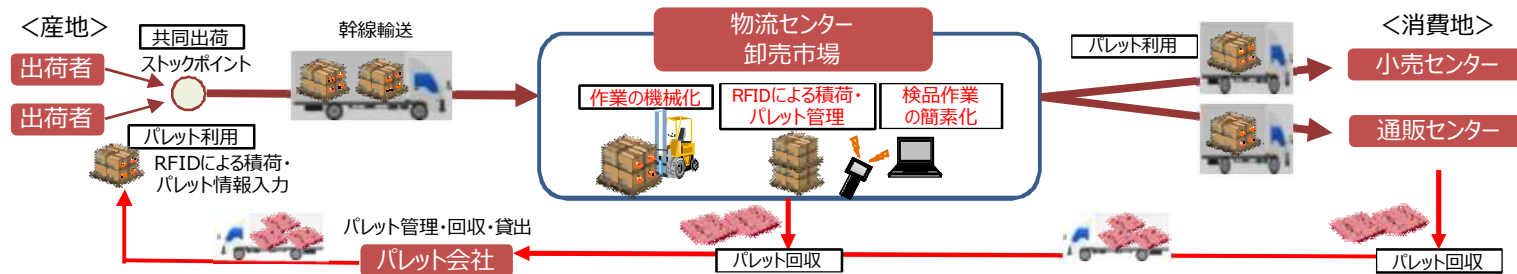 <産地>
出荷者
出荷者
共同出荷
ストックポイント
パレット利用
RFIDによる積荷・
パレット情報入力
幹線輸送
物流センター
卸売市場
作業の機械化
RFIDによる積荷・
パレット管理
検品作業
の簡素化
パレット利用
<消費地>
小売センター
通販センター
パレット管理・回収・貸出
パレット会社
パレット回収
パレット回収